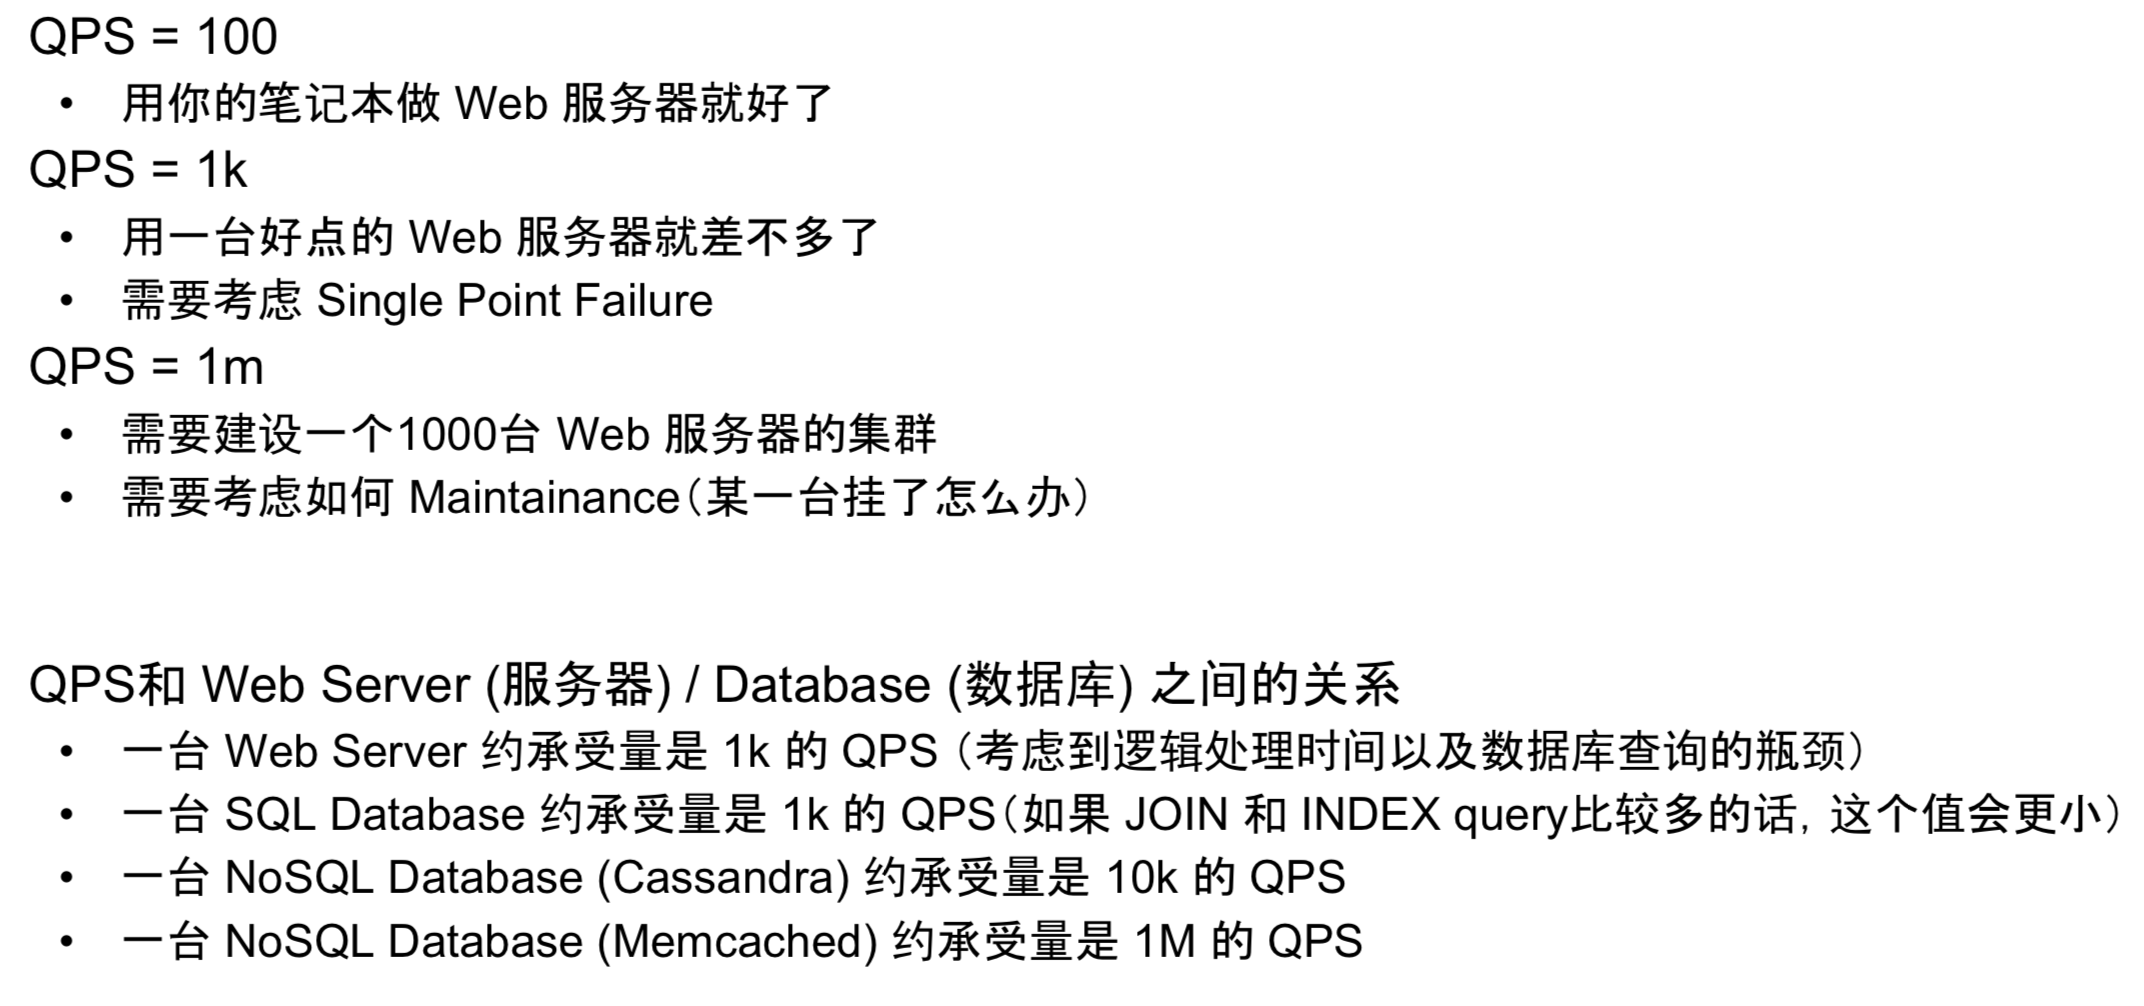 QPS = 100
• 用你的笔记本做 Web 服务器就好了
QPS = 1k
• 用一台好点的 Web 服务器就差不多了
• 需要考虑 Single Point Failure
QPS = 1m
• 需要建设一个1000台 Web 服务器的集群
• 需要考虑如何 Maintainance（某一台挂了怎么办）
QPS和 Web Server (服务器) / Database (数据库) 之间的关系
• 一台 Web Server 约承受量是 1k 的 QPS （考虑到逻辑处理时间以及数据库查询的瓶颈）
• 一台 SQL Database 约承受量是 1k 的 QPS（如果 JOIN 和 INDEX query比较多的话，这个值会更小）
• 一台 NoSQL Database (Cassandra) 约承受量是 10k 的 QPS
• 一台 NoSQL Database (Memcached) 约承受量是 1M 的 QPS